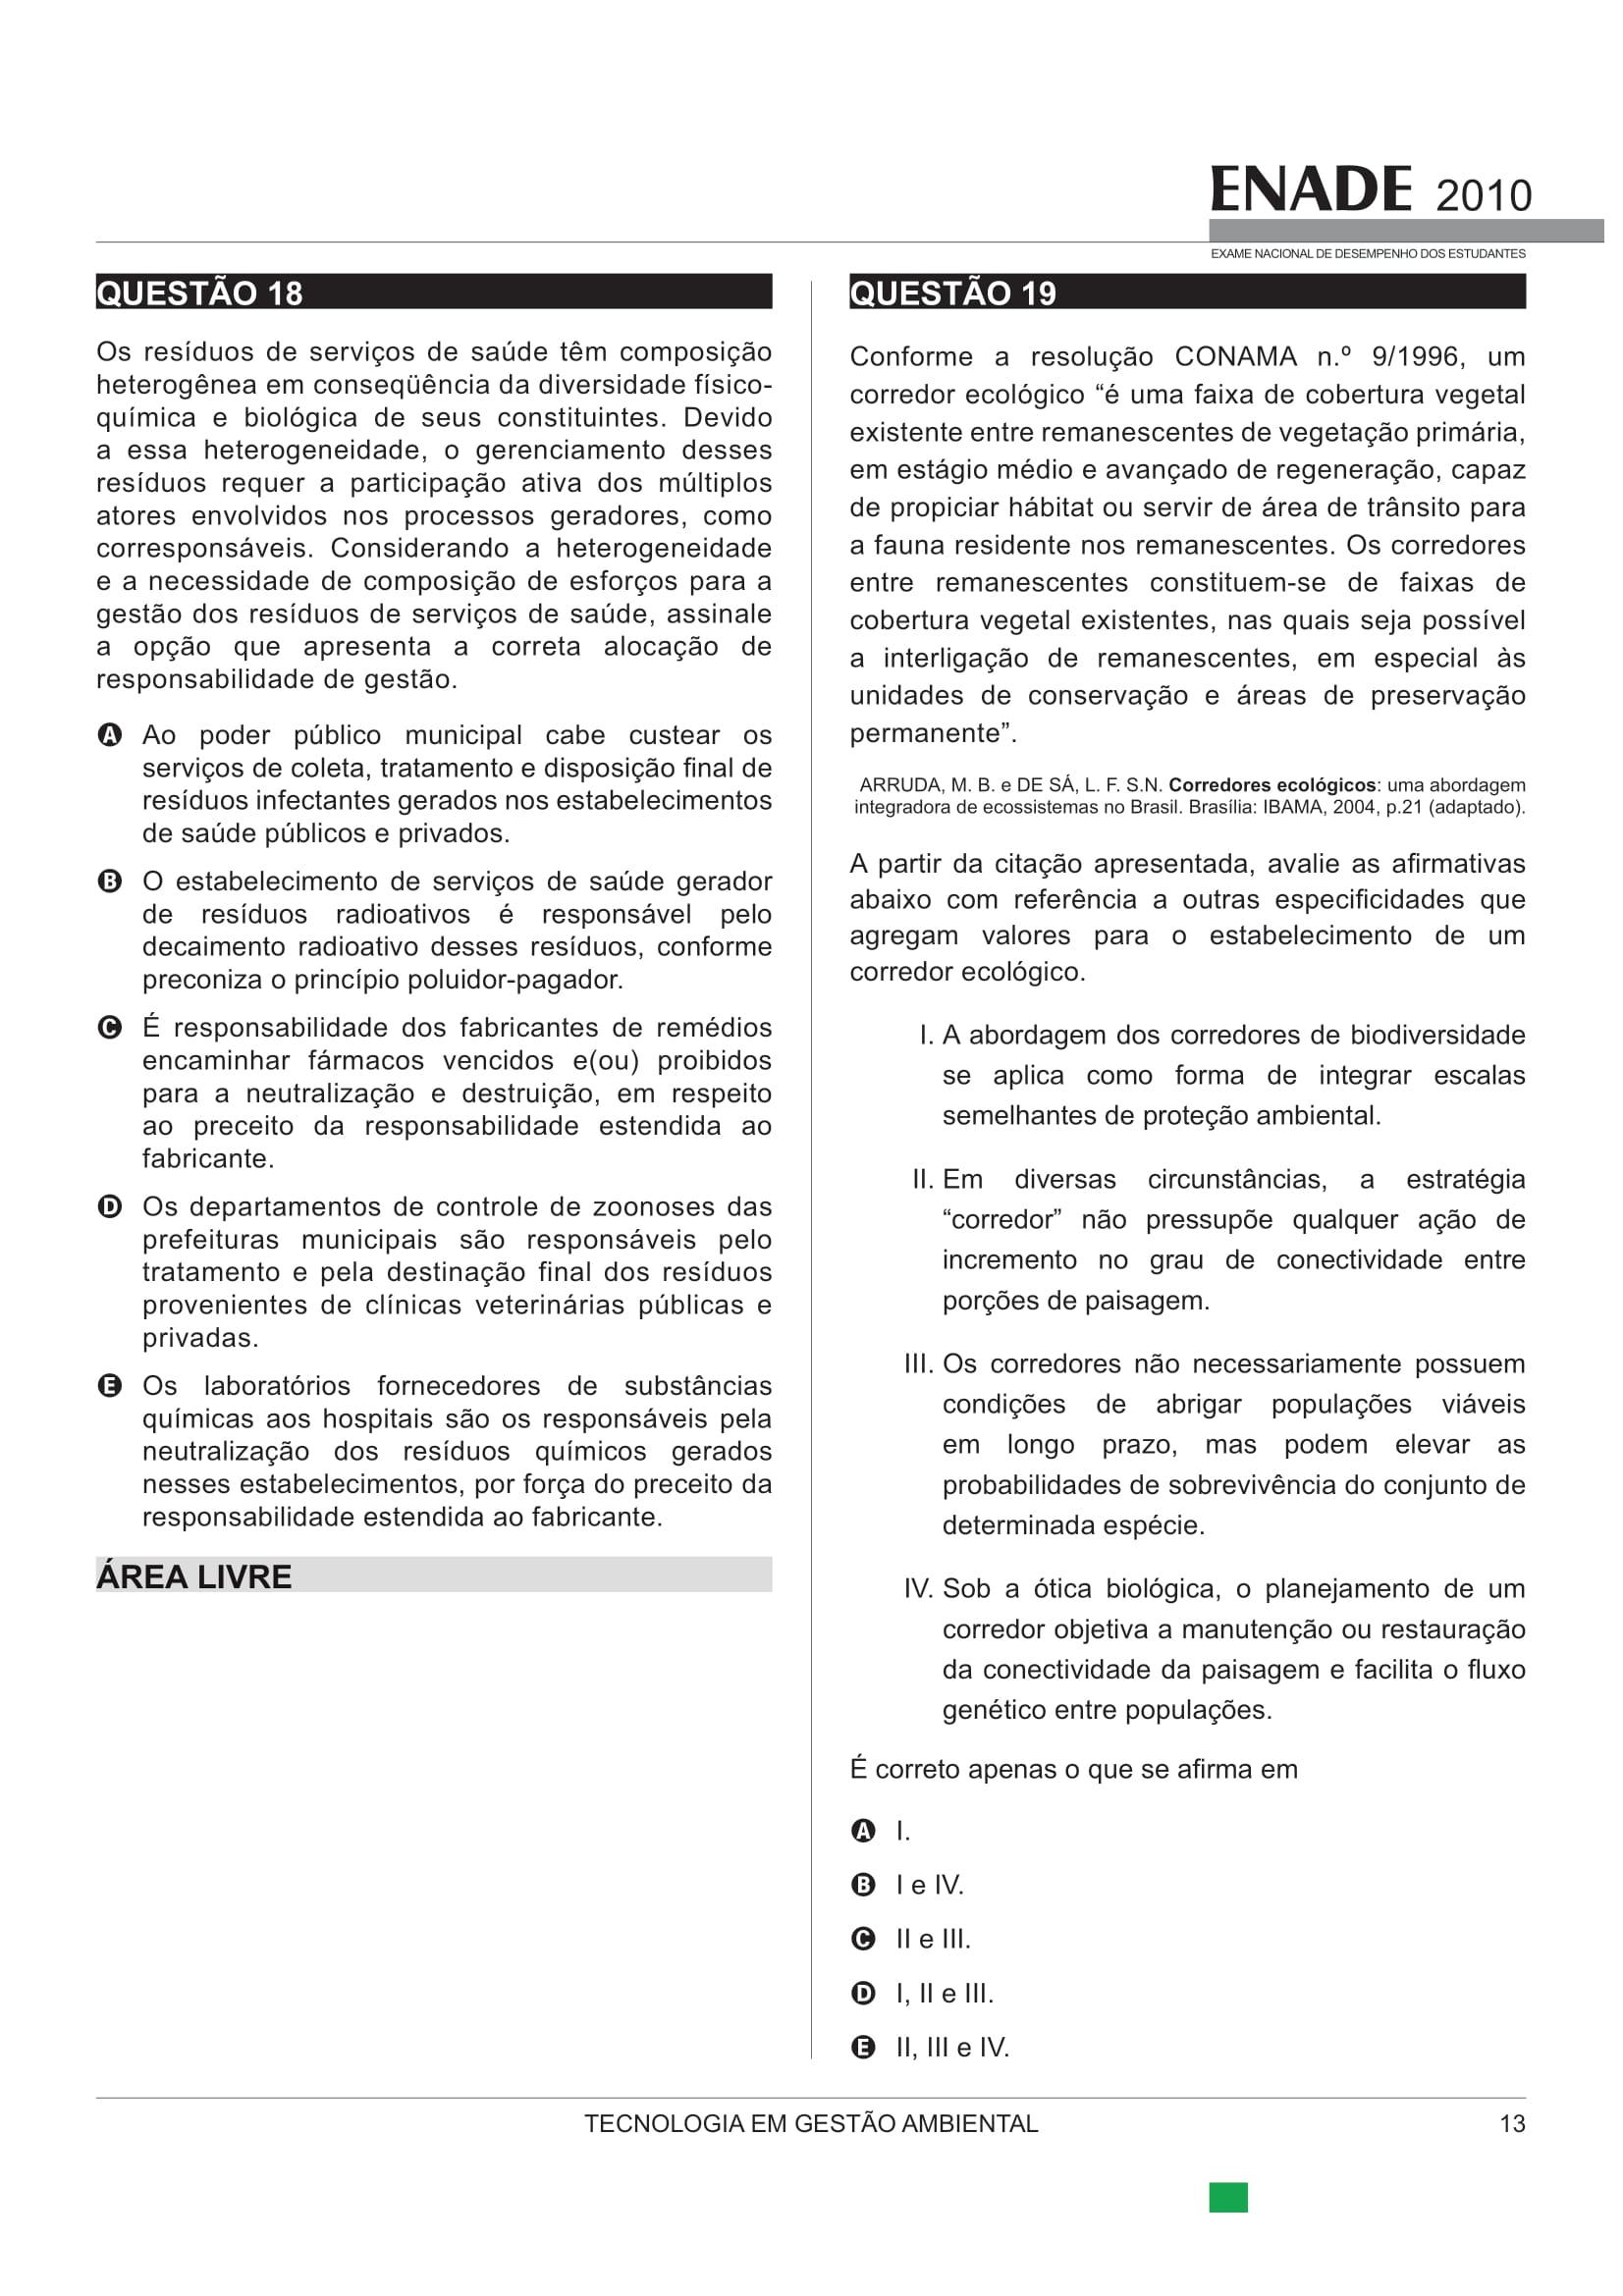 ENADE 2010
EXAME NACIONAL DE DESEMPENHO DOS ESTUDANTES
QUESTÃO 18
Os resíduos de serviços de saúde têm composição
heterogênea em conseqüência da diversidade físico-
química e biológica de seus constituintes. Devido
a essa heterogeneidade, o gerenciamento desses
resíduos requer a participação ativa dos múltiplos
atores envolvidos nos processos geradores, como
corresponsáveis. Considerando a heterogeneidade
e a necessidade de composição de esforços para a
gestão dos resíduos de serviços de saúde, assinale
a opção que apresenta a correta alocação de
responsabilidade de gestão.
A Ao poder público municipal cabe custear os
serviços de coleta, tratamento e disposição final de
resíduos infectantes gerados nos estabelecimentos
de saúde públicos e privados.
B O estabelecimento de serviços de saúde gerador
de resíduos radioativos é responsável pelo
decaimento radioativo desses resíduos, conforme
preconiza o princípio poluidor-pagador.
C É responsabilidade dos fabricantes de remédios
encaminhar fármacos vencidos e(ou) proibidos
para a neutralização e destruição, em respeito
ao preceito da responsabilidade estendida ao
fabricante.
D Os departamentos de controle de zoonoses das
prefeituras municipais são responsáveis pelo
tratamento e pela destinação final dos resíduos
provenientes de clínicas veterinárias públicas e
privadas.
E Os laboratórios fornecedores de substâncias
químicas aos hospitais são os responsáveis pela
neutralização dos resíduos químicos gerados
nesses estabelecimentos, por força do preceito da
responsabilidade estendida ao fabricante.
ÁREA LIVRE
QUESTÃO 19
Conforme a resolução CONAMA n.º 9/1996, um
corredor ecológico “é uma faixa de cobertura vegetal
existente entre remanescentes de vegetação primária,
em estágio médio e avançado de regeneração, capaz
de propiciar hábitat ou servir de área de trânsito para
a fauna residente nos remanescentes. Os corredores
entre remanescentes constituem-se de faixas de
cobertura vegetal existentes, nas quais seja possível
a interligação de remanescentes, em especial às
unidades de conservação e áreas de preservação
permanente”.
ARRUDA, M. B. e DE SÁ, L. F. S.N. Corredores ecológicos: uma abordagem
integradora de ecossistemas no Brasil. Brasília: IBAMA, 2004, p.21 (adaptado).
A partir da citação apresentada, avalie as afirmativas
abaixo com referência a outras especificidades que
agregam valores para o estabelecimento de um
corredor ecológico.
I. A abordagem dos corredores de biodiversidade
se aplica como forma de integrar escalas
semelhantes de proteção ambiental.
II. Em diversas circunstâncias, a estratégia
“corredor” não pressupõe qualquer ação de
incremento no grau de conectividade entre
porções de paisagem.
III. Os corredores não necessariamente possuem
condições de abrigar populações viáveis
em longo prazo, mas podem elevar as
probabilidades de sobrevivência do conjunto de
determinada espécie.
IV. Sob a ótica biológica, o planejamento de um
corredor objetiva a manutenção ou restauração
da conectividade da paisagem e facilita o fluxo
genético entre populações.
É correto apenas o que se afirma em
A I.
B I e IV.
C II e III.
D I, II e III.
E II, III e IV.
TECNOLOGIA EM GESTÃO AMBIENTAL
13